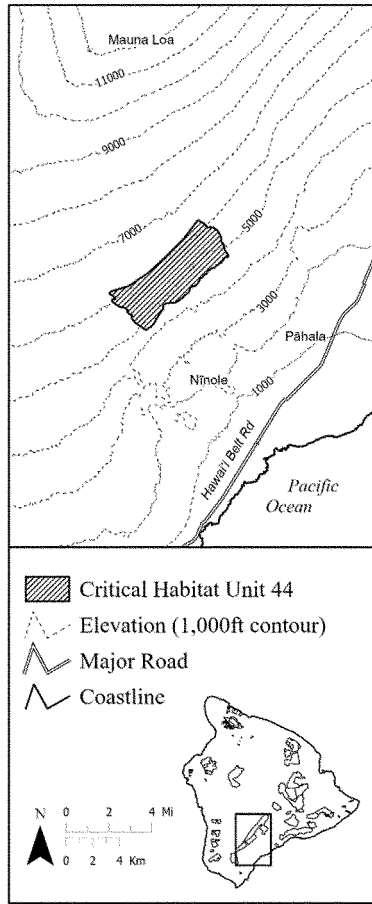 Mauna Loa
11000
9000
7000
5000
3000
Pāhala
Nīnole
1000
Hawai'i Belt Rd
Pacific
Ocean
Critical Habitat Unit 44
Elevation (1,000ft contour)
Major Road
Coastline
N
0 2 4 Mi
0 2 4 Km